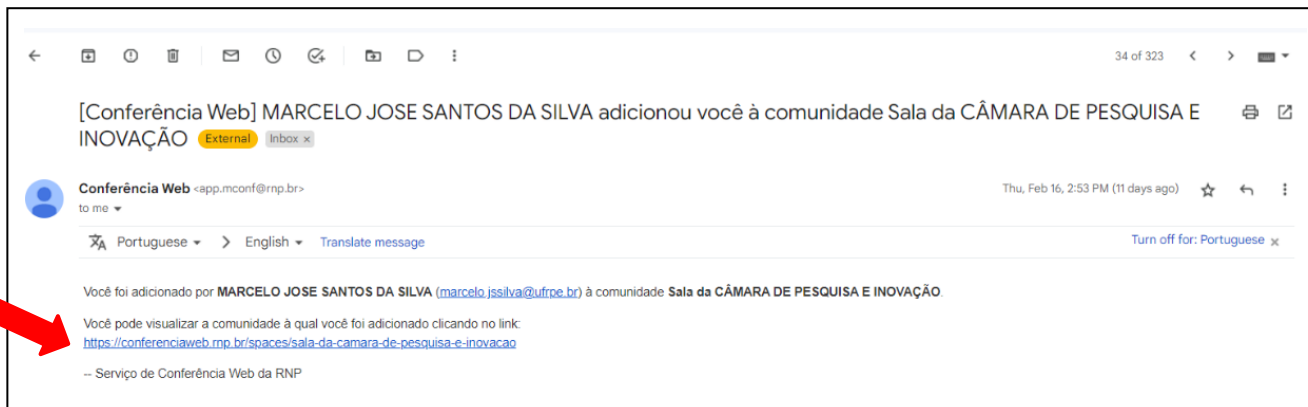 34 of 323
[Conferência Web] MARCELO JOSE SANTOS DA SILVA adicionou você à comunidade Sala da CÂMARA DE PESQUISA E
INOVAÇÃO External Inbox ×
Conferência Web <app.mconf@rnp.br> Thu, Feb 16, 2:53 PM (11 days ago)
to me
Portuguese > English Translate message Turn off for: Portuguese ×
Você foi adicionado por MARCELO JOSE SANTOS DA SILVA (marcelo.jssilva@ufrpe.br) à comunidade Sala da CÂMARA DE PESQUISA E INOVAÇÃO.
Você pode visualizar a comunidade à qual você foi adicionado clicando no link:
https://conferenciaweb.rnp.br/spaces/sala-da-camara-de-pesquisa-e-inovacao
-- Serviço de Conferência Web da RNP